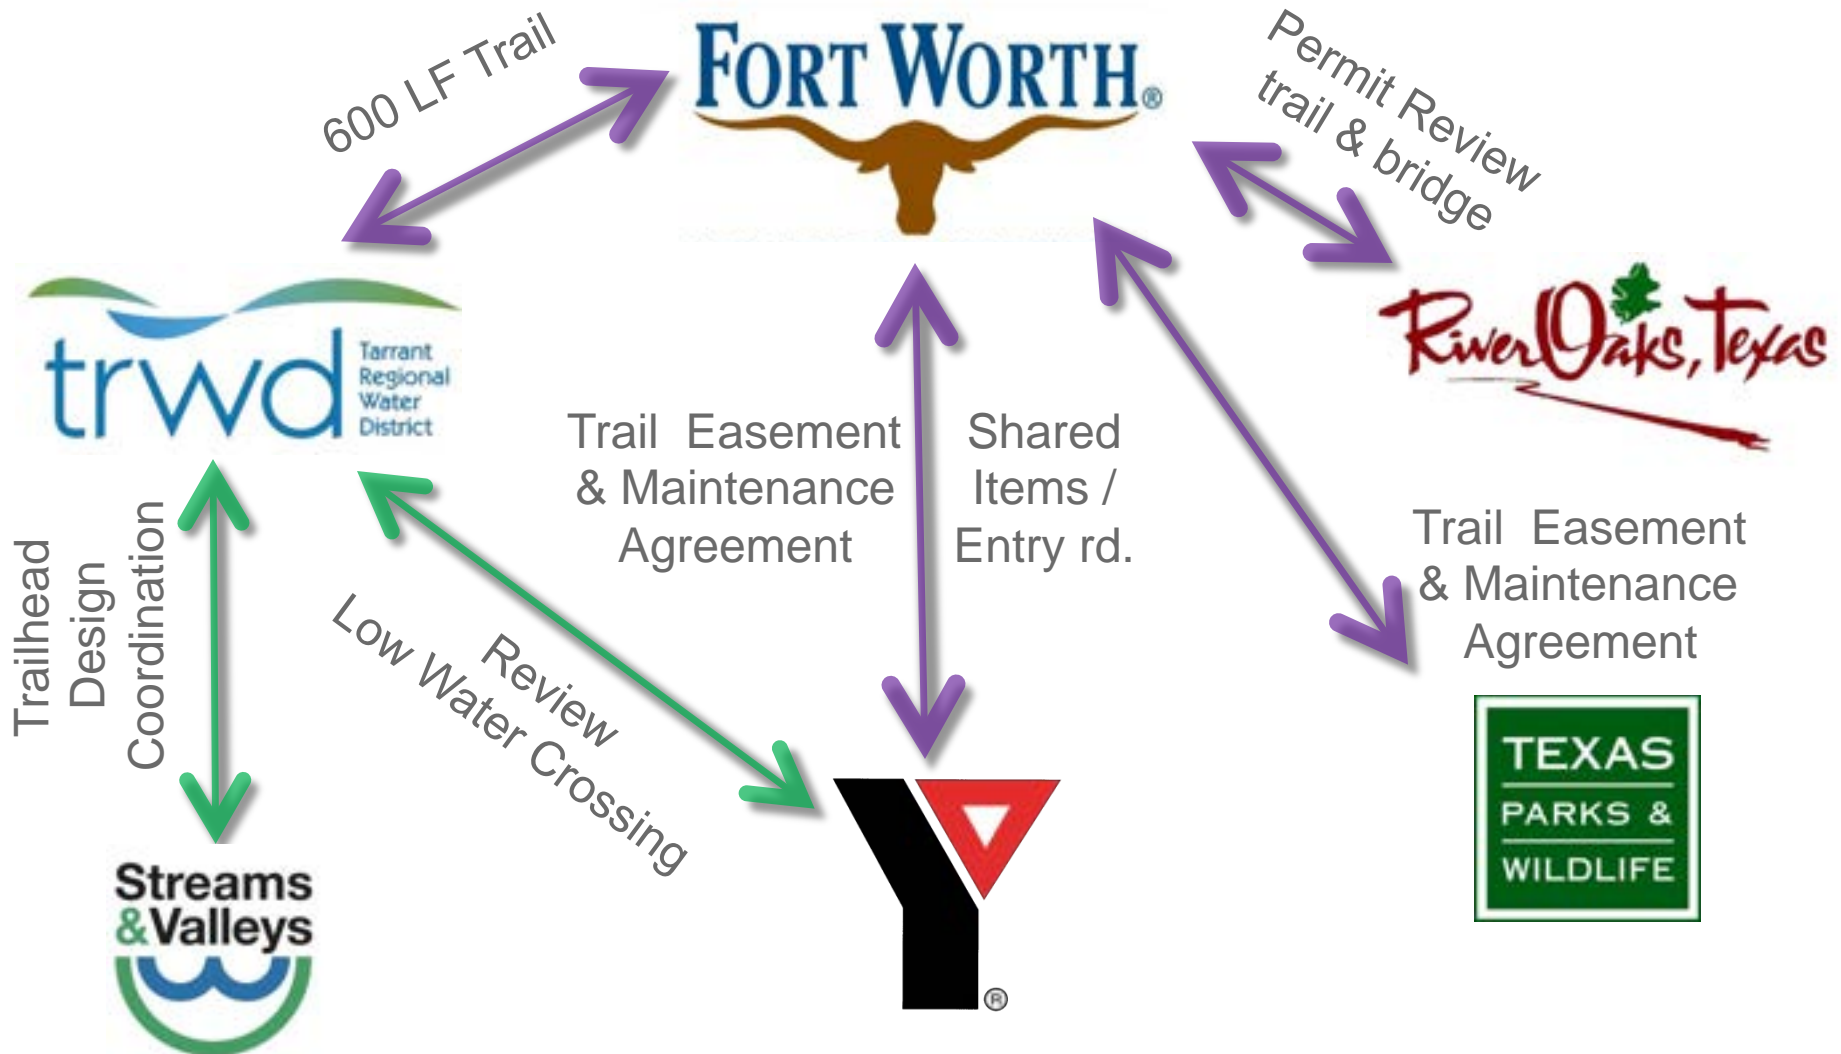 600 LF Trail
FORT WORTH®
Permit Review
trail & bridge
trwd
Tarrant
Regional
Water
District
River Oaks, Texas
Trail Easement
& Maintenance
Agreement
Shared
Items /
Entry rd.
Trail Easement
& Maintenance
Agreement
Trailhead
Design
Coordination
Review
Low Water Crossing
TEXAS
PARKS &
WILDLIFE
Streams
&Valleys
Y
®